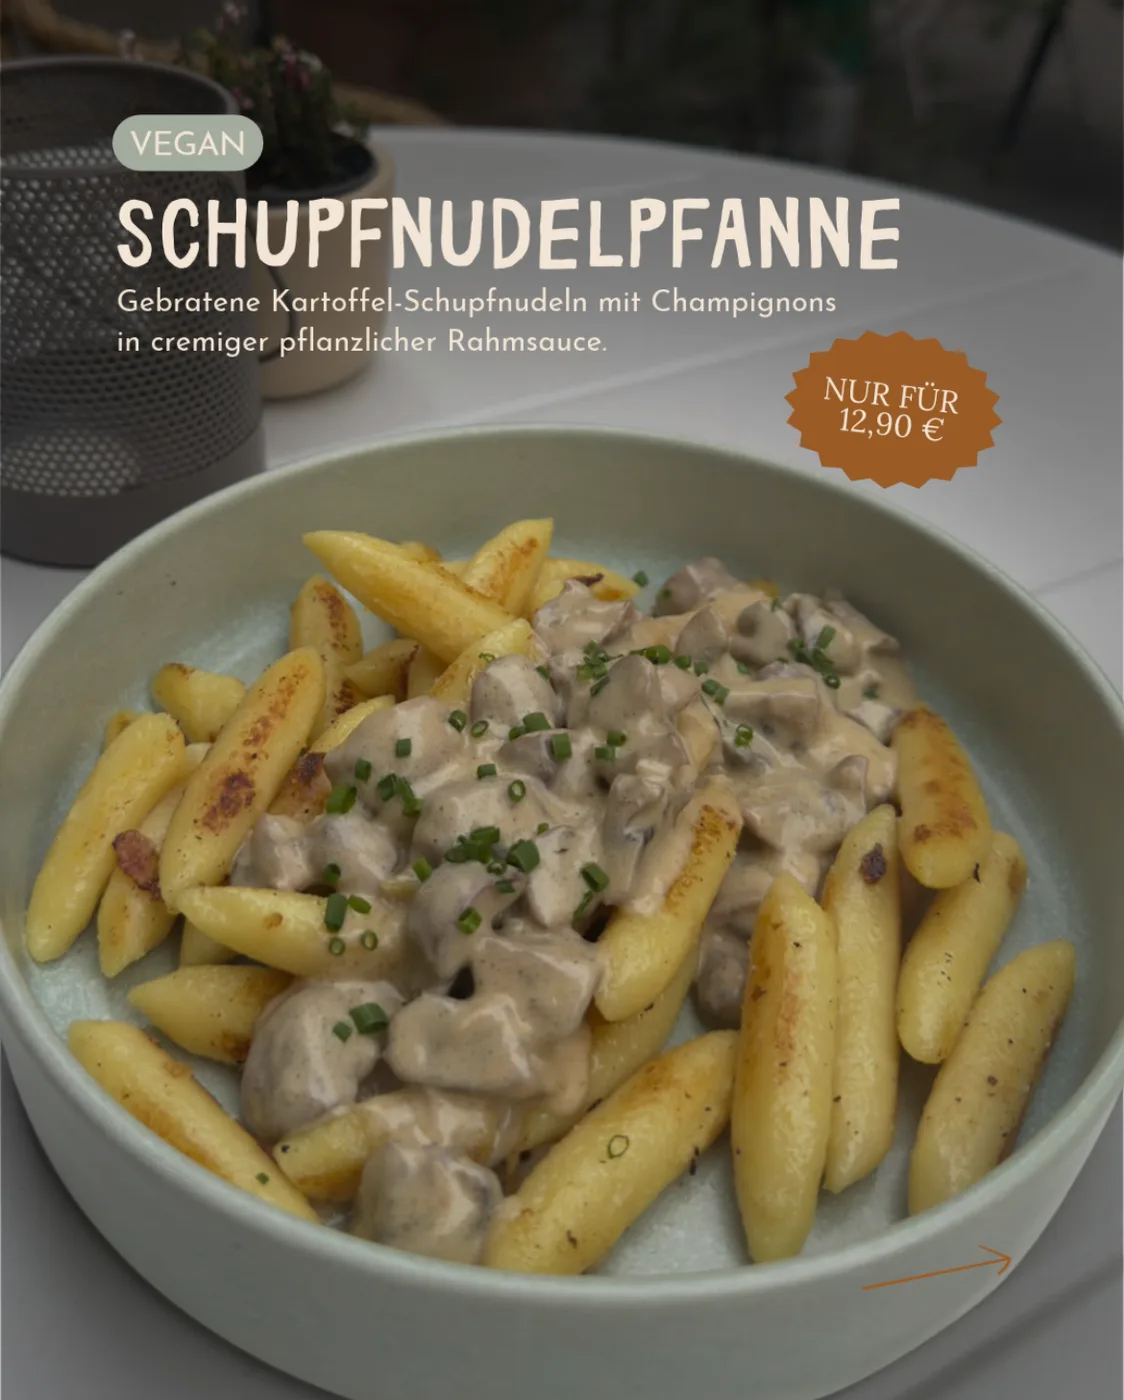 VEGAN
SCHUPFNUDELPFANNE
Gebratene Kartoffel-Schupfnudeln mit Champignons
in cremiger pflanzlicher Rahmsauce.
NUR FÜR
12,90 €